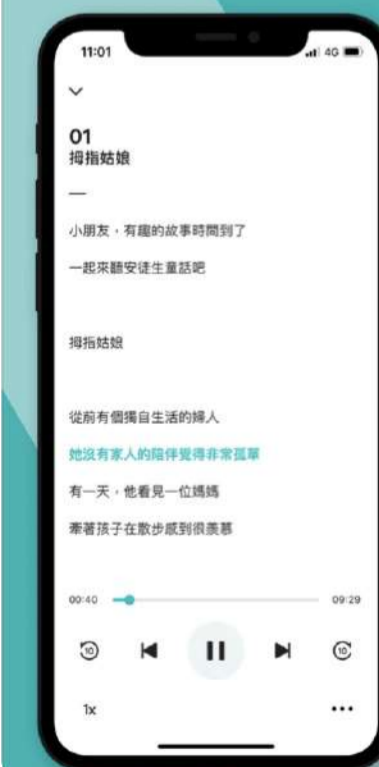 11:01
4G
01
拇指姑娘
小朋友，有趣的故事時間到了
一起來聽安徒生童話吧
拇指姑娘
從前有個獨自生活的婦人
她沒有家人的陪伴覺得非常孤單
有一天，他看見一位媽媽
牽著孩子在散步感到很羨慕
00:40
09:29
10
10
1x